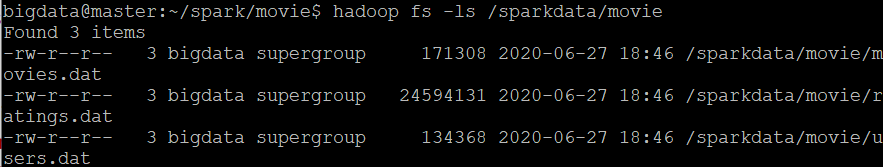 bigdata@master:~/spark/movie$ hadoop fs -ls /sparkdata/movie
Found 3 items
-rw-r--r--   3 bigdata supergroup     171308 2020-06-27 18:46 /sparkdata/movie/m
ovies.dat
-rw-r--r--   3 bigdata supergroup   24594131 2020-06-27 18:46 /sparkdata/movie/r
atings.dat
-rw-r--r--   3 bigdata supergroup     134368 2020-06-27 18:46 /sparkdata/movie/u
sers.dat